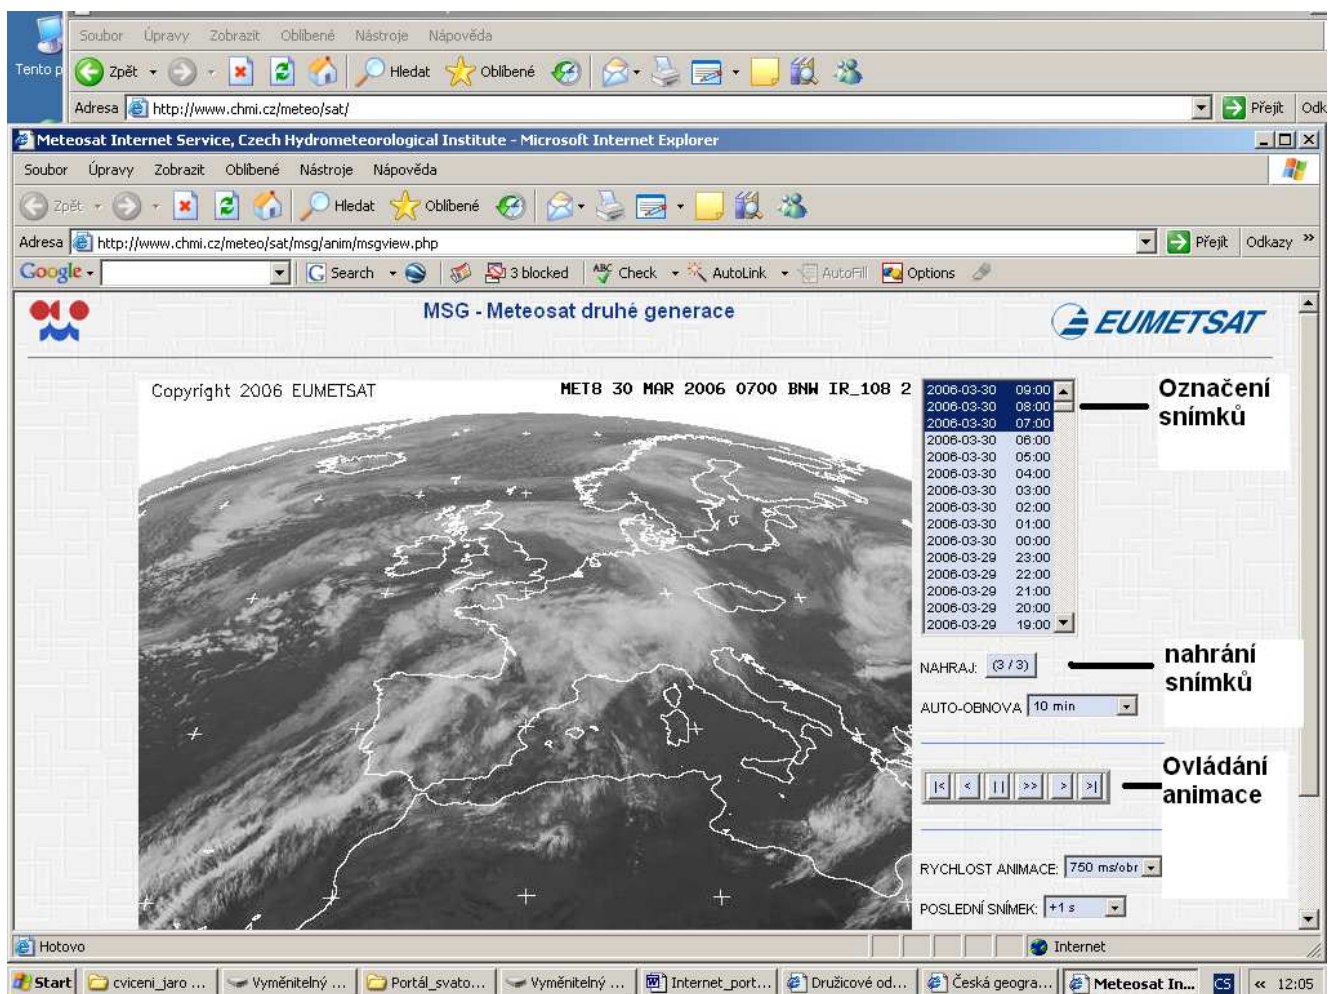 Soubor Úpravy Zobrazit Oblíbené Nástroje Nápověda
Tento p
Zpět Hledat Oblíbené
Adresa http://www.chmi.cz/meteo/sat/ Přejít Odk
Meteosat Internet Service, Czech Hydrometeorological Institute - Microsoft Internet Explorer
Soubor Úpravy Zobrazit Oblíbené Nástroje Nápověda
Zpět Hledat Oblíbené
Adresa http://www.chmi.cz/meteo/sat/msg/anim/msgview.php Přejít Odkazy »
Google Search 3 blocked ABC Check AutoLink AutoFill Options
MSG - Meteosat druhé generace
EUMETSAT
Copyright 2006 EUMETSAT MET8 30 MAR 2006 0700 BNW IR_108 2
2006-03-30 09:00
2006-03-30 08:00
2006-03-30 07:00
2006-03-30 06:00
2006-03-30 05:00
2006-03-30 04:00
2006-03-30 03:00
2006-03-30 02:00
2006-03-30 01:00
2006-03-30 00:00
2006-03-29 23:00
2006-03-29 22:00
2006-03-29 21:00
2006-03-29 20:00
2006-03-29 19:00
Označení
snímků
NAHRAJ: (3 / 3)
nahrání
snímků
AUTO-OBNOVA 10 min
|< < || >> > >|
Ovládání
animace
RYCHLOST ANIMACE: 750 ms/obr
POSLEDNÍ SNÍMEK: +1 s
Hotovo Internet
Start cviceni_jaro ... Vyměnitelný ... Portál_svato... Vyměnitelný ... Internet_port... Družicové od... Česká geogra... Meteosat In... CS « 12:05